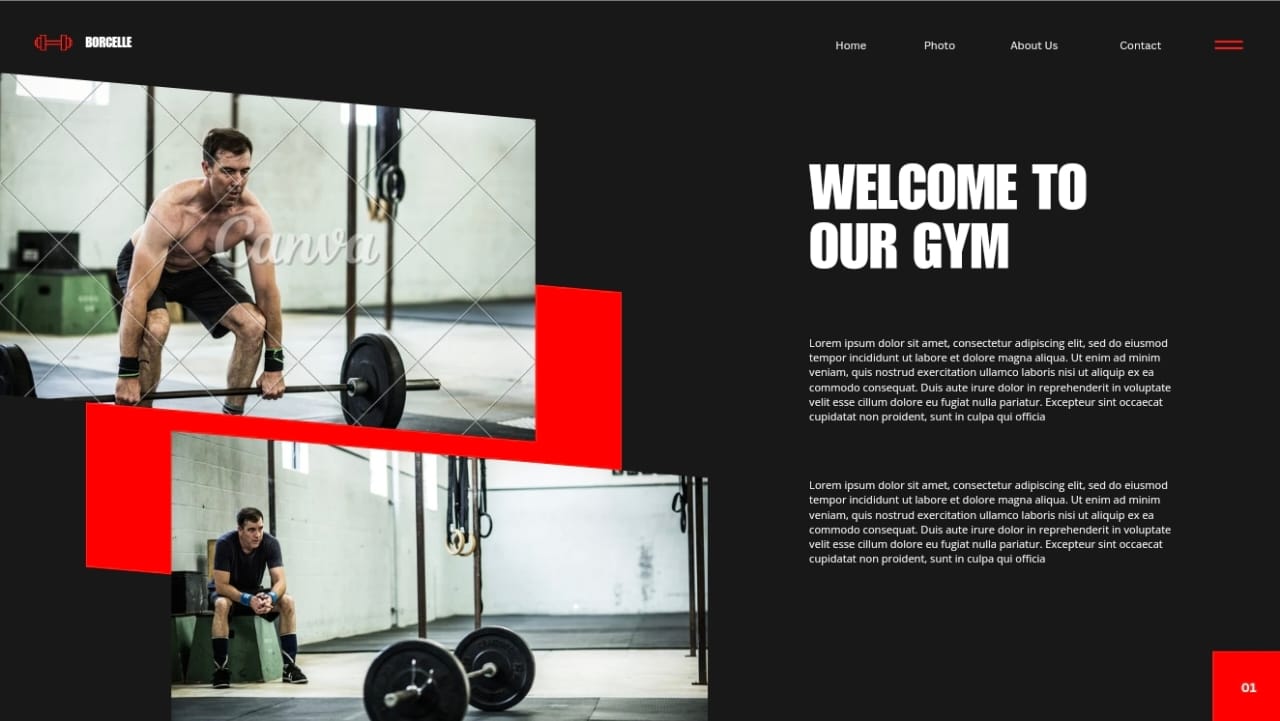 BORCELLE
Home Photo About Us Contact
Canva
WELCOME TO
OUR GYM
Lorem ipsum dolor sit amet, consectetur adipiscing elit, sed do eiusmod
tempor incididunt ut labore et dolore magna aliqua. Ut enim ad minim
veniam, quis nostrud exercitation ullamco laboris nisi ut aliquip ex ea
commodo consequat. Duis aute irure dolor in reprehenderit in voluptate
velit esse cillum dolore eu fugiat nulla pariatur. Excepteur sint occaecat
cupidatat non proident, sunt in culpa qui officia
Lorem ipsum dolor sit amet, consectetur adipiscing elit, sed do eiusmod
tempor incididunt ut labore et dolore magna aliqua. Ut enim ad minim
veniam, quis nostrud exercitation ullamco laboris nisi ut aliquip ex ea
commodo consequat. Duis aute irure dolor in reprehenderit in voluptate
velit esse cillum dolore eu fugiat nulla pariatur. Excepteur sint occaecat
cupidatat non proident, sunt in culpa qui officia
01